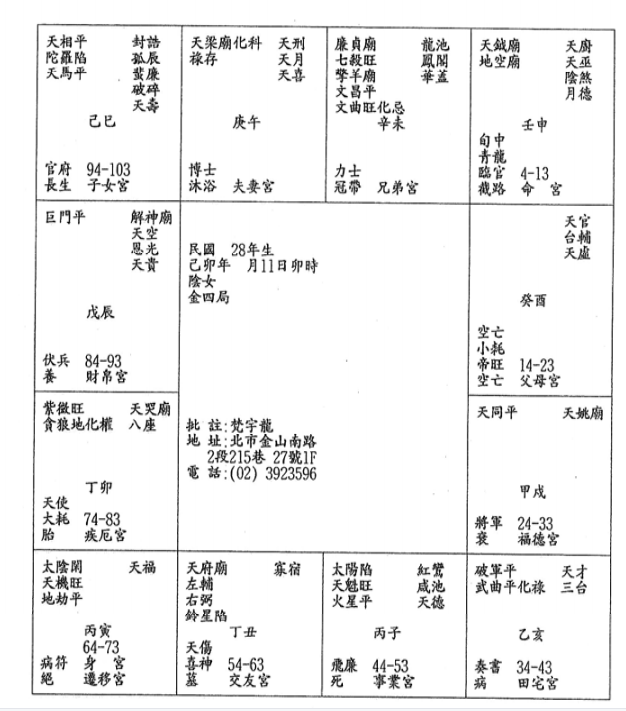 天相平 封誥
陀羅陷 孤辰
天馬平 蜚廉
破碎
天壽
己巳
官府 94-103
長生 子女宮
天梁廟化科 天刑
祿存 天月
天喜
庚午
博士
沐浴 夫妻宮
廉貞廟 龍池
七殺旺 鳳閣
擎羊廟 華蓋
文昌平
文曲旺化忌
辛未
力士
冠帶 兄弟宮
天鉞廟 天廚
地空廟 天巫
陰煞
月德
壬申
旬中
青龍
臨官 4-13
截路 命 宮
巨門平 解神廟
天空
恩光
天貴
戊辰
伏兵 84-93
養 財帛宮
民國 28年生
己卯年 月11日卯時
陰女
金四局
批 註:梵宇龍
地 址:北市金山南路
2段215巷 27號1F
電 話:(02) 3923596
天官
台輔
天虛
癸酉
空亡
小耗
帝旺 14-23
空亡 父母宮
紫微旺 天哭廟
貪狼地化權 八座
丁卯
天使
大耗 74-83
胎 疾厄宮
天同平 天姚廟
甲戌
將軍 24-33
衰 福德宮
太陰閑 天福
天機旺
地劫平
丙寅
64-73
病符 身 宮
絕 遷移宮
天府廟 寡宿
左輔
右弼
鈴星陷
丁丑
天傷
喜神 54-63
墓 交友宮
太陽陷 紅鸞
天魁旺 咸池
火星平 天德
丙子
飛廉 44-53
死 事業宮
破軍平 天才
武曲平化祿 三台
乙亥
奏書 34-43
病 田宅宮